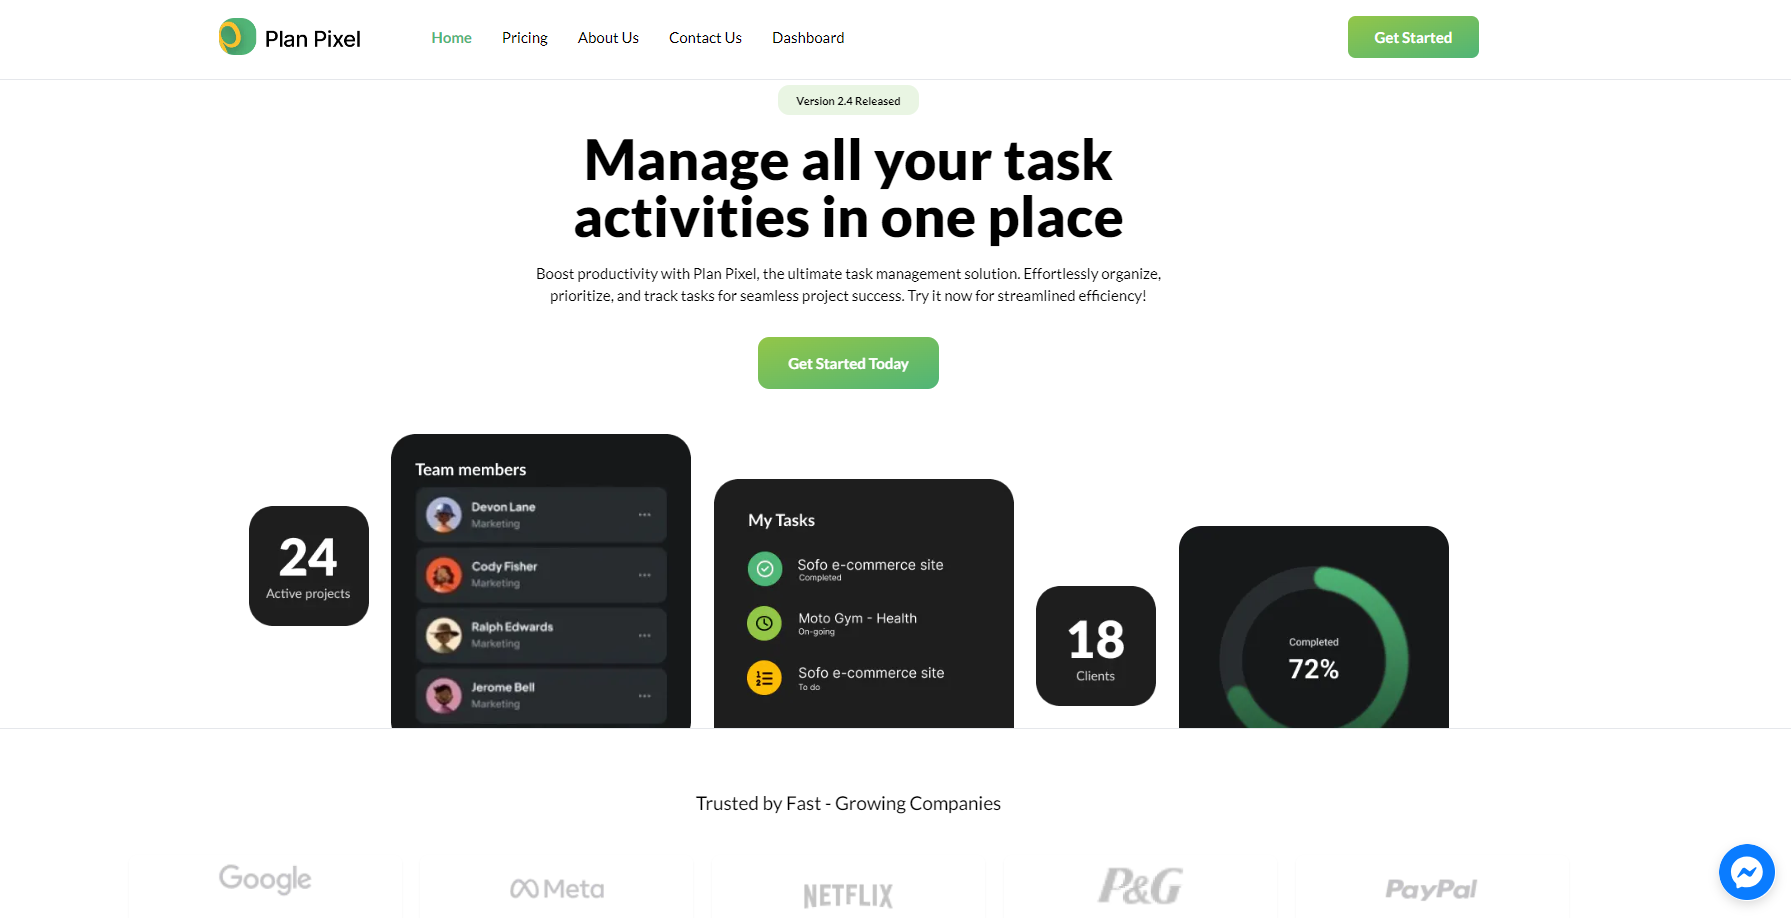 Plan Pixel
Home
Pricing
About Us
Contact Us
Dashboard
Get Started
Version 2.4 Released
Manage all your task
activities in one place
Boost productivity with Plan Pixel, the ultimate task management solution. Effortlessly organize,
prioritize, and track tasks for seamless project success. Try it now for streamlined efficiency!
Get Started Today
24
Active projects
Team members
Devon Lane
Marketing
Cody Fisher
Marketing
Ralph Edwards
Marketing
Jerome Bell
Marketing
My Tasks
Sofo e-commerce site
Completed
Moto Gym - Health
On-going
Sofo e-commerce site
To do
18
Clients
Completed
72%
Trusted by Fast - Growing Companies
Google
Meta
NETFLIX
P&G
PayPal